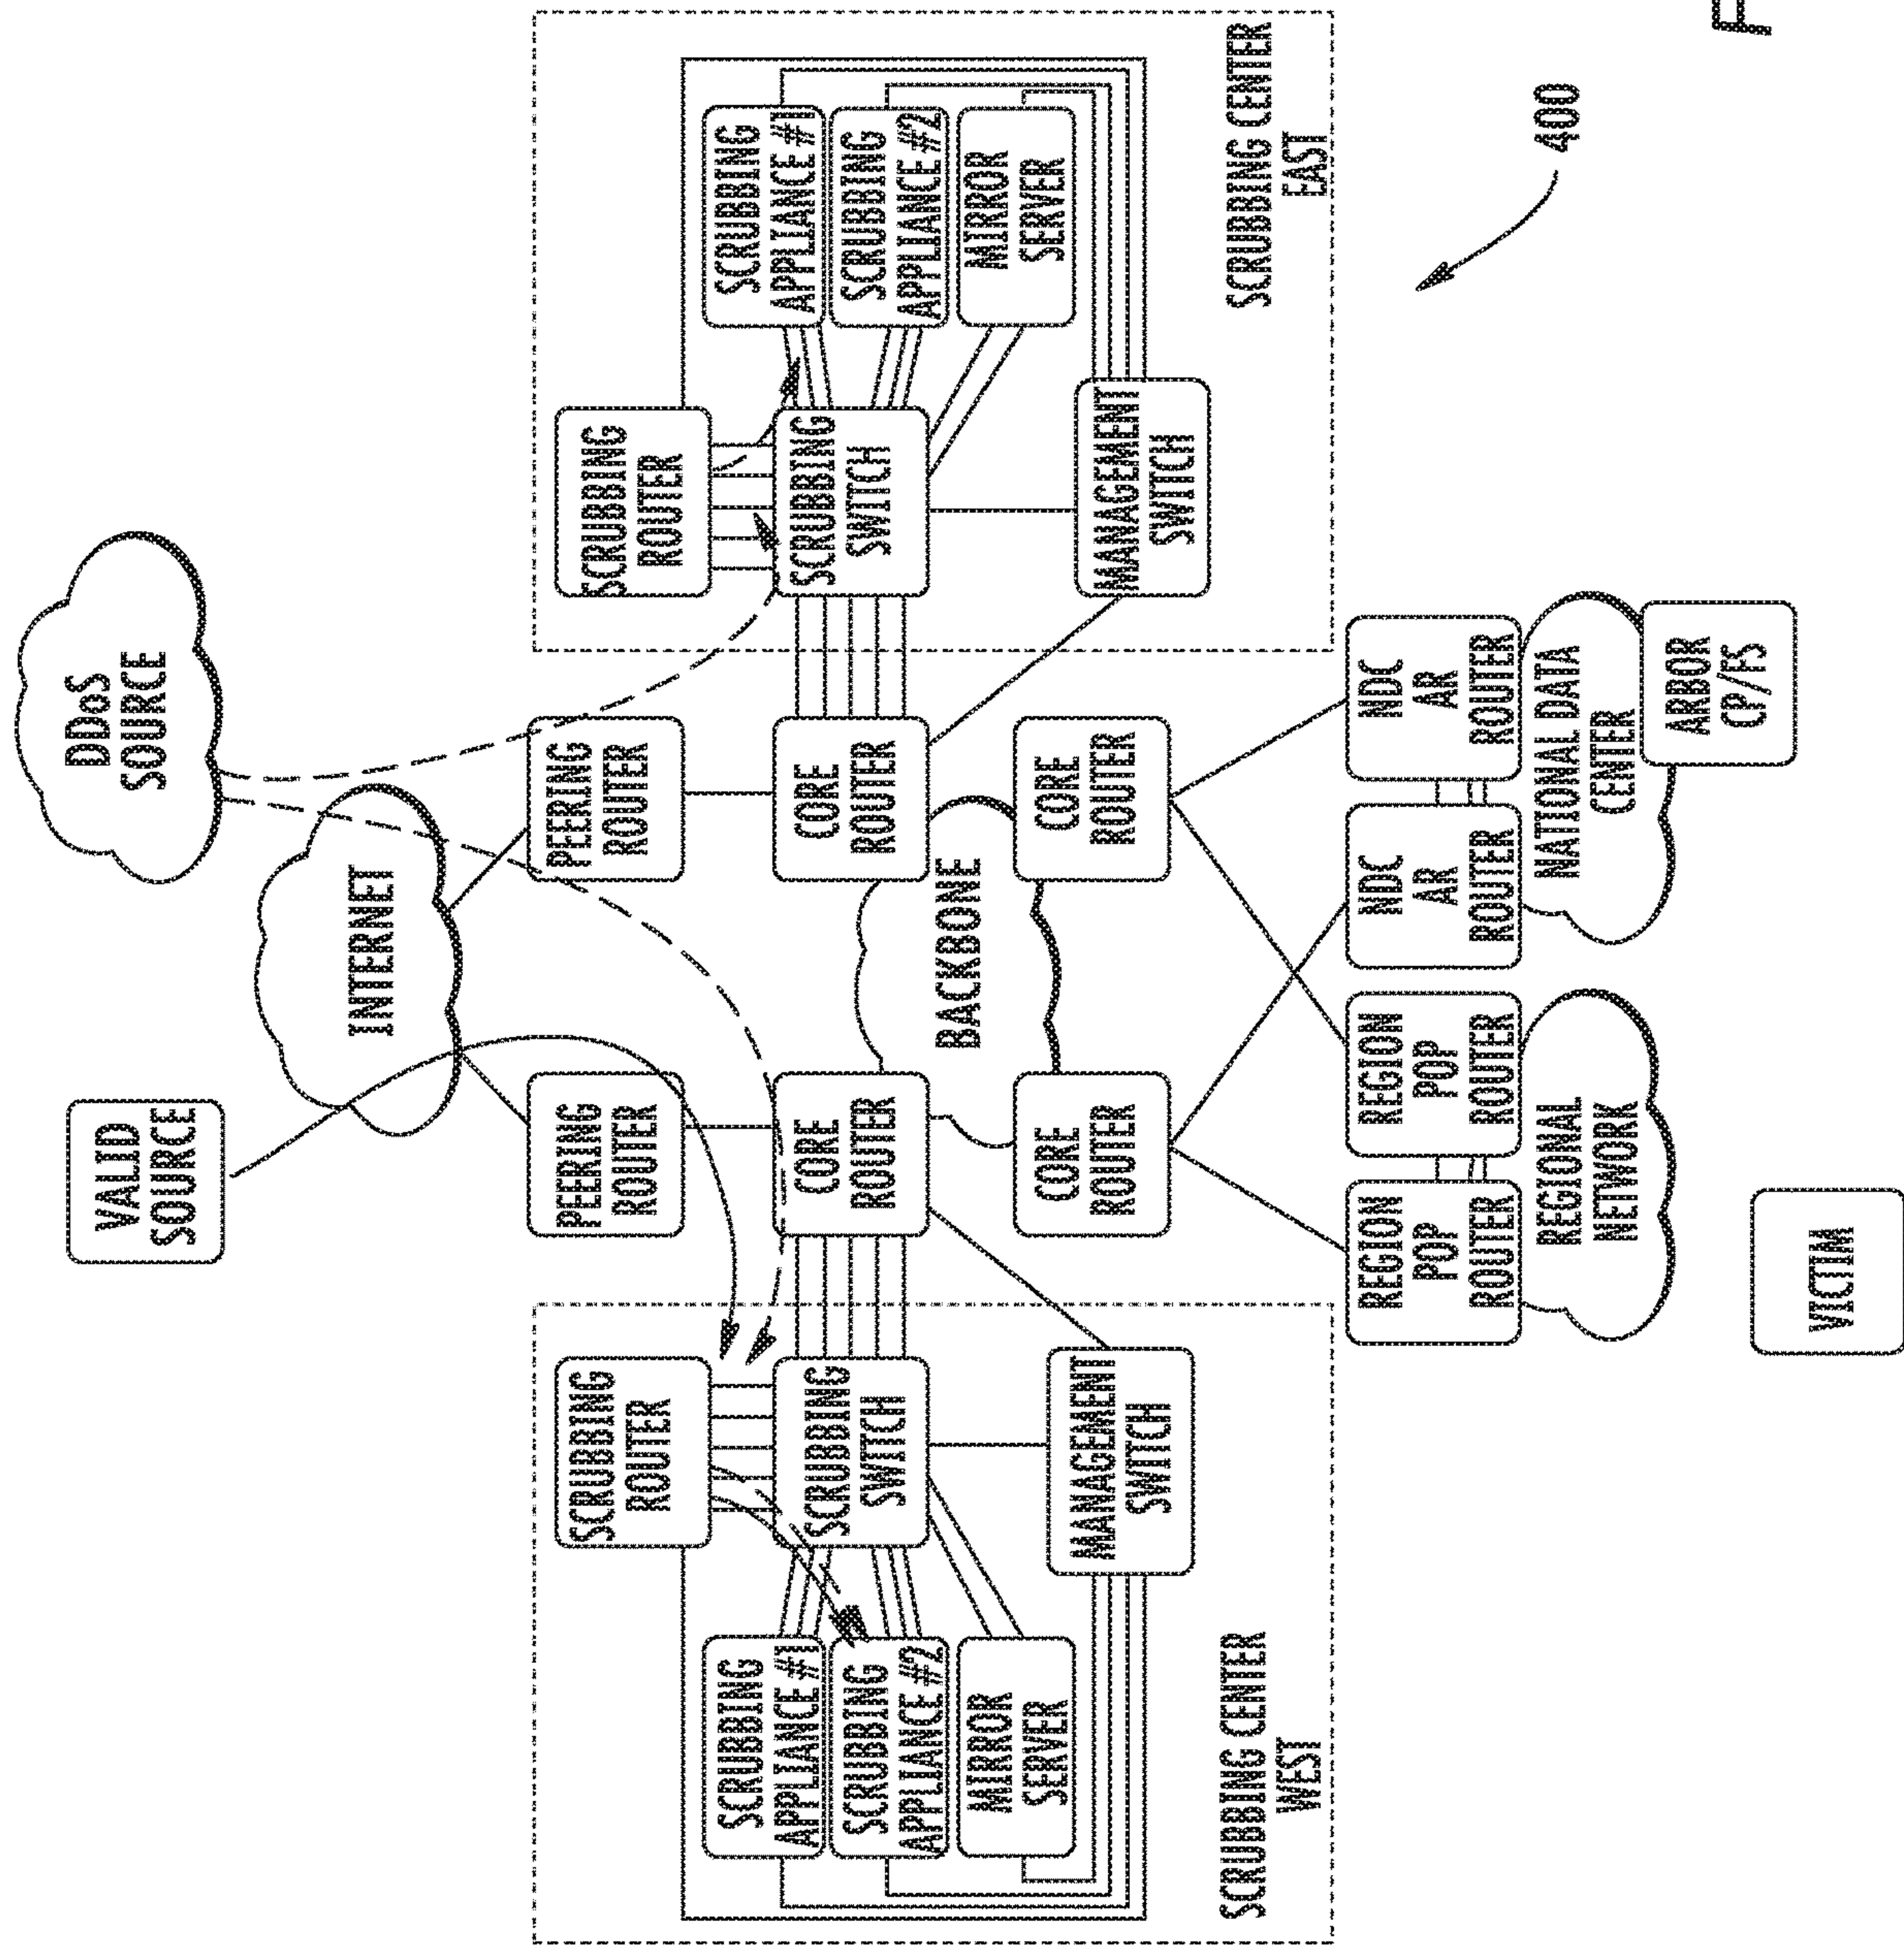 VALID
SOURCE
DDoS
SOURCE
INTERNET
SCRUBBING
ROUTER
PEERING
ROUTER
PEERING
ROUTER
SCRUBBING
ROUTER
SCRUBBING
APPLIANCE #1
SCRUBBING
APPLIANCE #2
MIRROR
SERVER
SCRUBBING
SWITCH
MANAGEMENT
SWITCH
SCRUBBING CENTER
WEST
CORE
ROUTER
CORE
ROUTER
BACKBONE
CORE
ROUTER
CORE
ROUTER
SCRUBBING
SWITCH
SCRUBBING
APPLIANCE #1
SCRUBBING
APPLIANCE #2
MIRROR
SERVER
MANAGEMENT
SWITCH
SCRUBBING CENTER
EAST
REGION
POP
ROUTER
REGION
POP
ROUTER
NDC
AR
ROUTER
NDC
AR
ROUTER
REGIONAL
NETWORK
NATIONAL DATA
CENTER
ARBOR
CP/FS
VICTIM
400